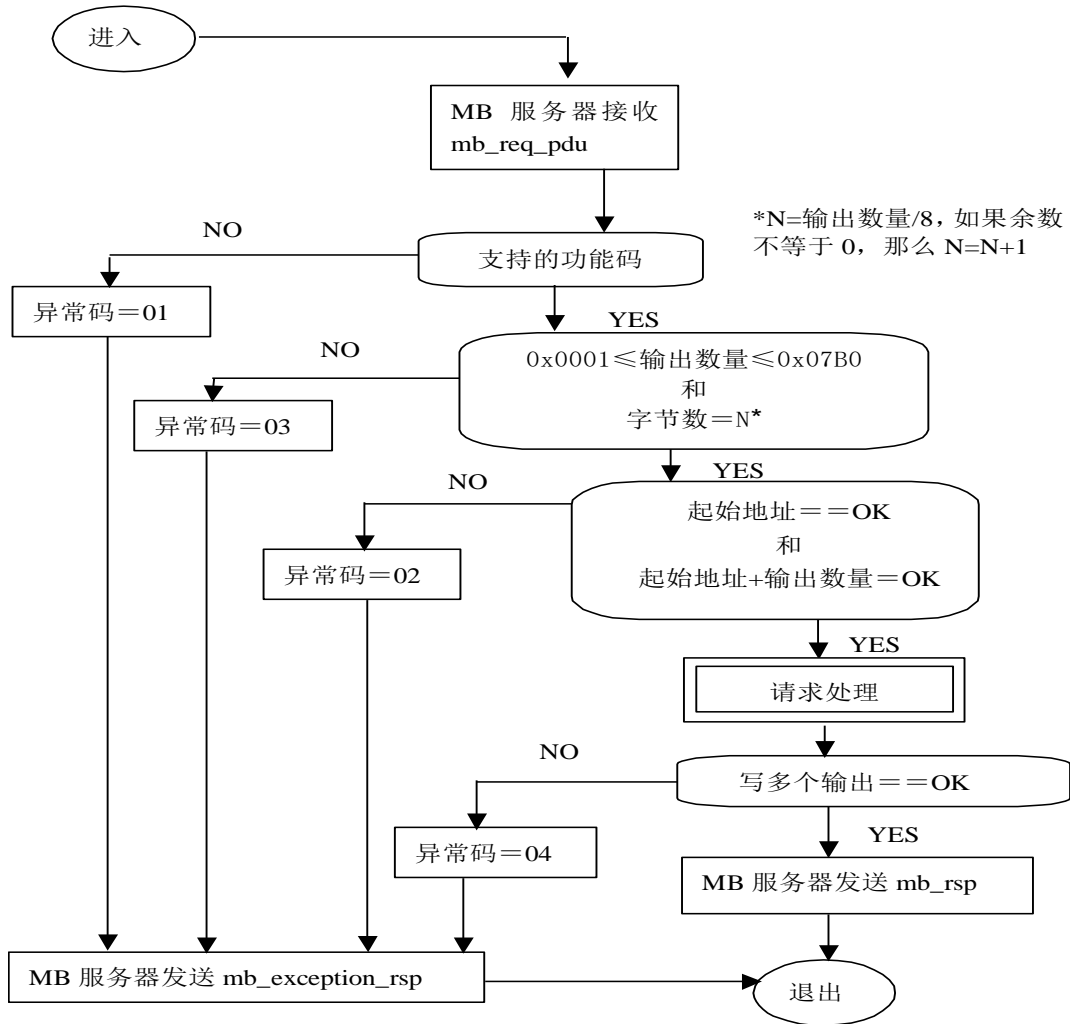 进入
MB 服务器接收
mb_req_pdu
*N=输出数量/8，如果余数
不等于 0，那么 N=N+1
NO
支持的功能码
异常码＝01
YES
NO
0x0001≤输出数量≤0x07B0
和
字节数＝N*
异常码＝03
YES
NO
起始地址＝＝OK
和
起始地址+输出数量＝OK
异常码＝02
YES
请求处理
NO
写多个输出＝＝OK
YES
异常码＝04
MB 服务器发送 mb_rsp
MB 服务器发送 mb_exception_rsp
退出